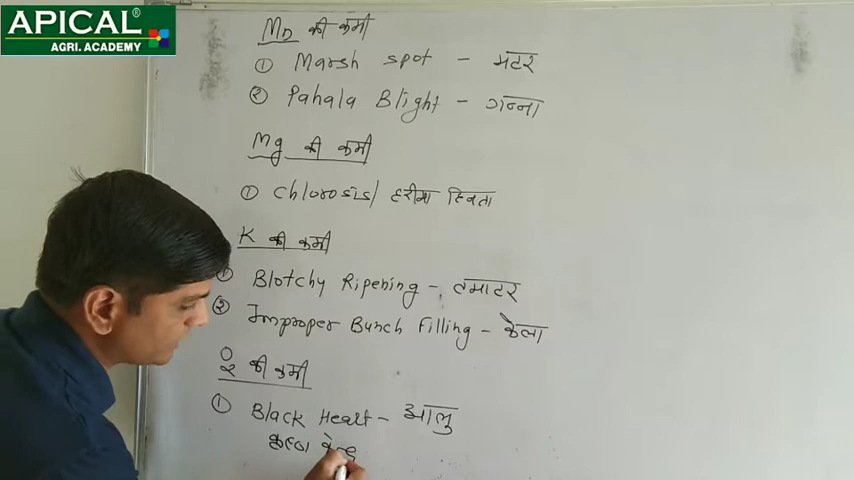 APICAL®
AGRI. ACADEMY
Mn की कमी
① Marsh spot - मटर
② Pahala Blight - गन्ना
Mg की कमी
① Chlorosis/ हरीमा हिनता
K की कमी
① Blotchy Ripening - टमाटर
② Improper Bunch Filling - केला
O2 की कमी
① Black Heart - आलु
कृष्ण